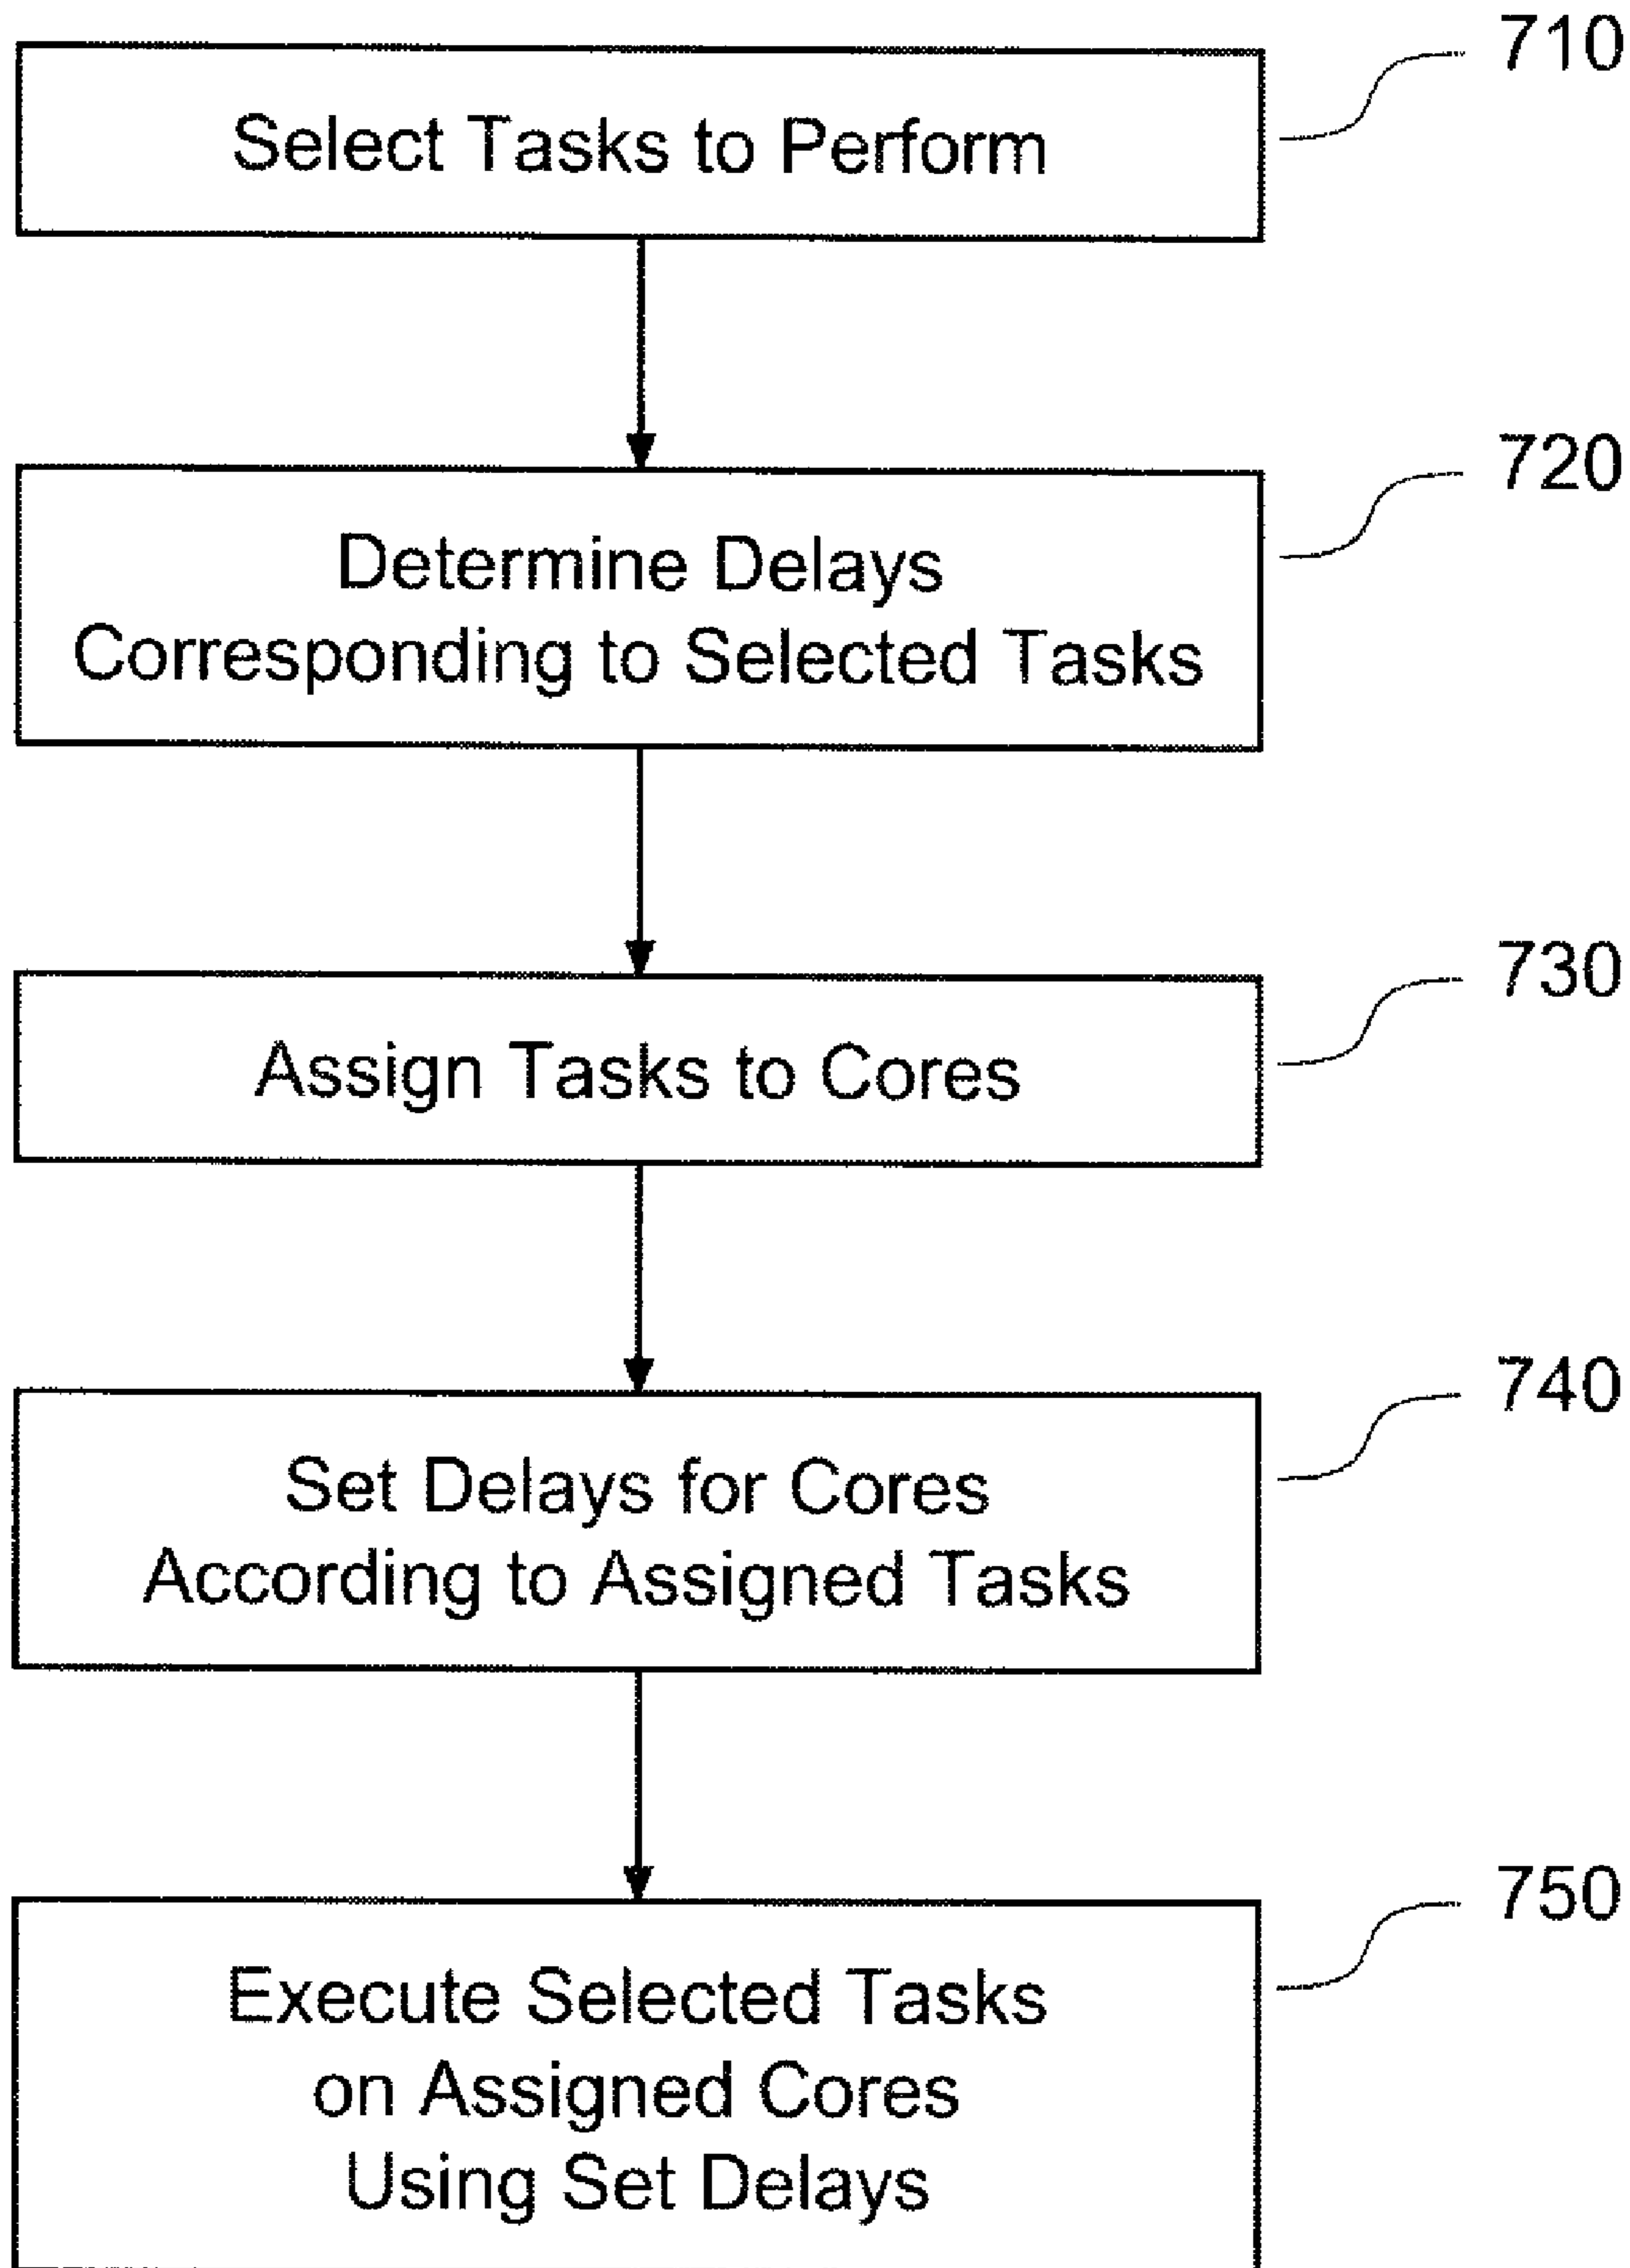 710
Select Tasks to Perform
720
Determine Delays
Corresponding to Selected Tasks
730
Assign Tasks to Cores
740
Set Delays for Cores
According to Assigned Tasks
750
Execute Selected Tasks
on Assigned Cores
Using Set Delays